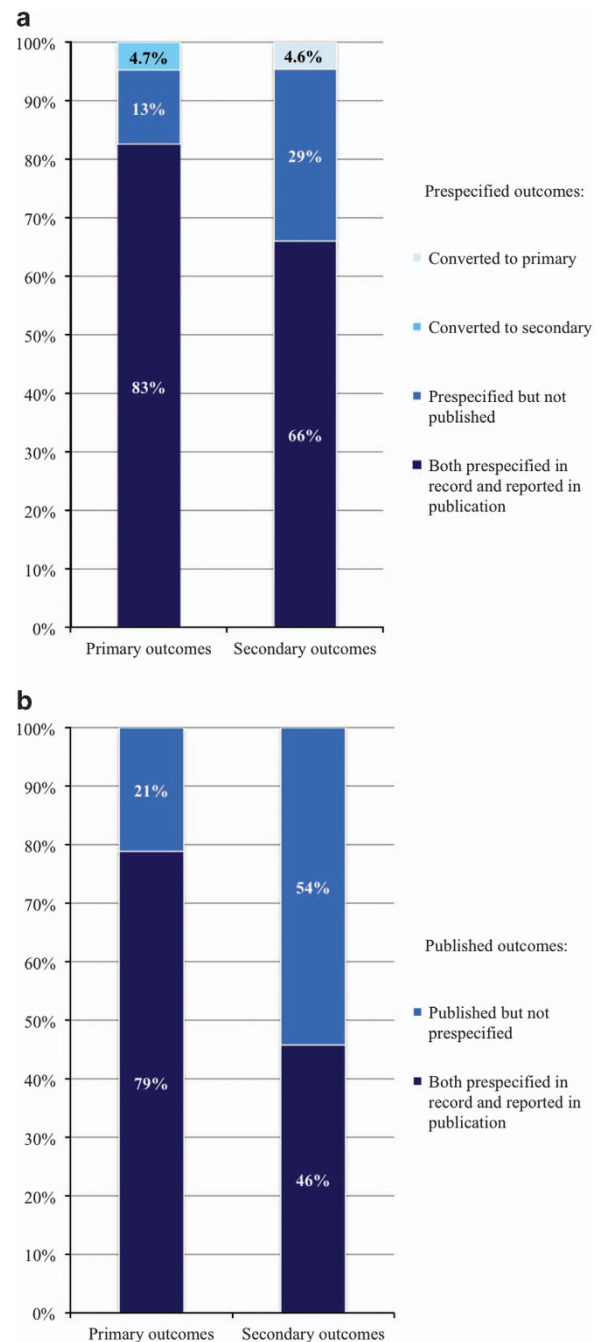 a
100%
90%
80%
70%
60%
50%
40%
30%
20%
10%
0%
4.7%
13%
83%
4.6%
29%
66%
Primary outcomes
Secondary outcomes
Prespecified outcomes:
Converted to primary
Converted to secondary
Prespecified but not
published
Both prespecified in
record and reported in
publication
b
100%
90%
80%
70%
60%
50%
40%
30%
20%
10%
0%
21%
79%
54%
46%
Primary outcomes
Secondary outcomes
Published outcomes:
Published but not
prespecified
Both prespecified in
record and reported in
publication